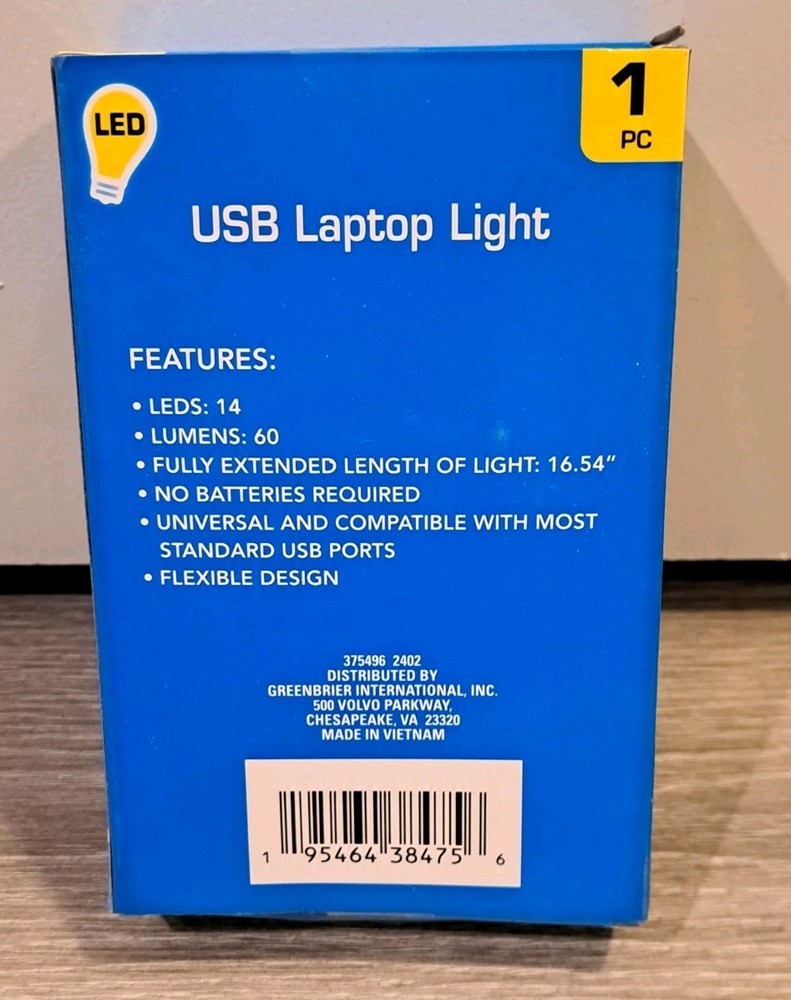 LED
1
PC
USB Laptop Light
FEATURES:
• LEDS: 14
• LUMENS: 60
• FULLY EXTENDED LENGTH OF LIGHT: 16.54”
• NO BATTERIES REQUIRED
• UNIVERSAL AND COMPATIBLE WITH MOST
STANDARD USB PORTS
• FLEXIBLE DESIGN
375496 2402
DISTRIBUTED BY
GREENBRIER INTERNATIONAL, INC.
500 VOLVO PARKWAY,
CHESAPEAKE, VA 23320
MADE IN VIETNAM
1 95464 38475 6